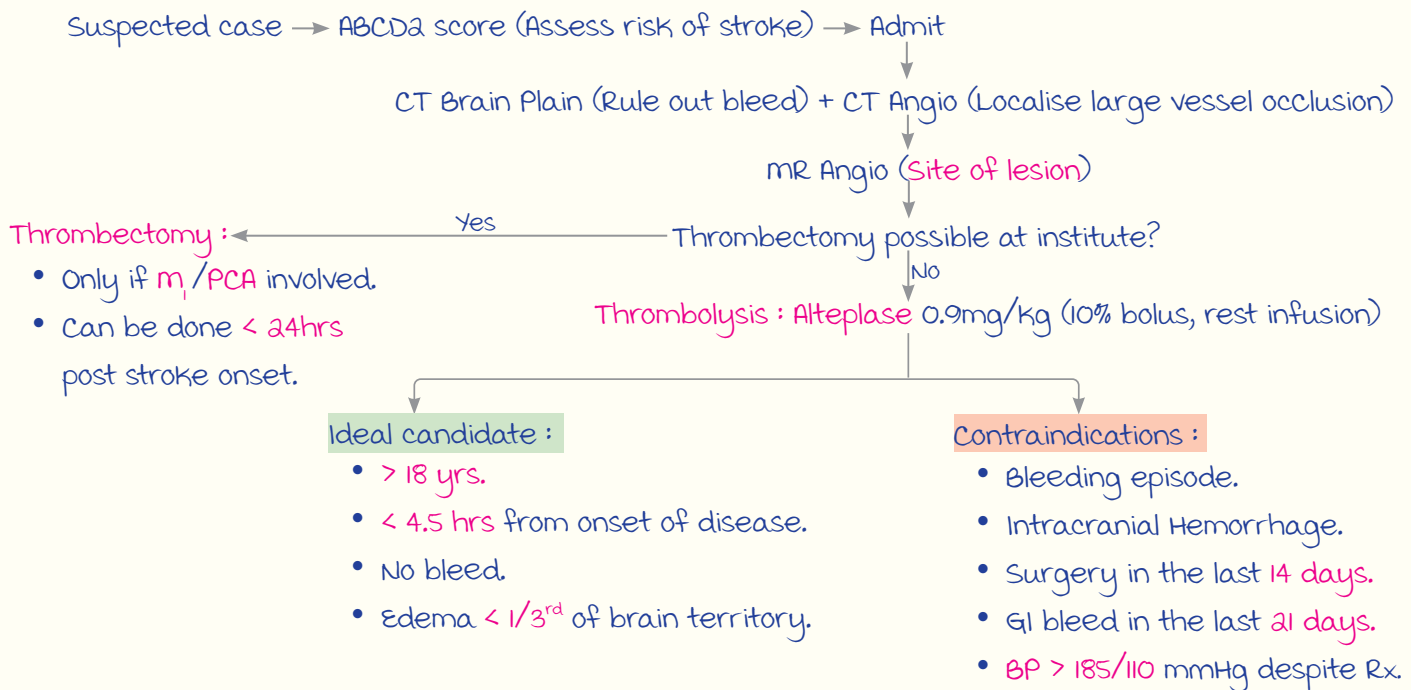 Suspected case → ABCD2 score (Assess risk of stroke) → Admit
CT Brain Plain (Rule out bleed) + CT Angio (Localise large vessel occlusion)
MR Angio (Site of lesion)
Yes
Thrombectomy :
Thrombectomy possible at institute?
• Only if M₁/PCA involved.
No
• Can be done < 24hrs
post stroke onset.
Thrombolysis : Alteplase 0.9mg/kg (10% bolus, rest infusion)
Ideal candidate :
• > 18 yrs.
• < 4.5 hrs from onset of disease.
• No bleed.
• Edema < 1/3rd of brain territory.
Contraindications :
• Bleeding episode.
• Intracranial Hemorrhage.
• Surgery in the last 14 days.
• GI bleed in the last 21 days.
• BP > 185/110 mmHg despite Rx.